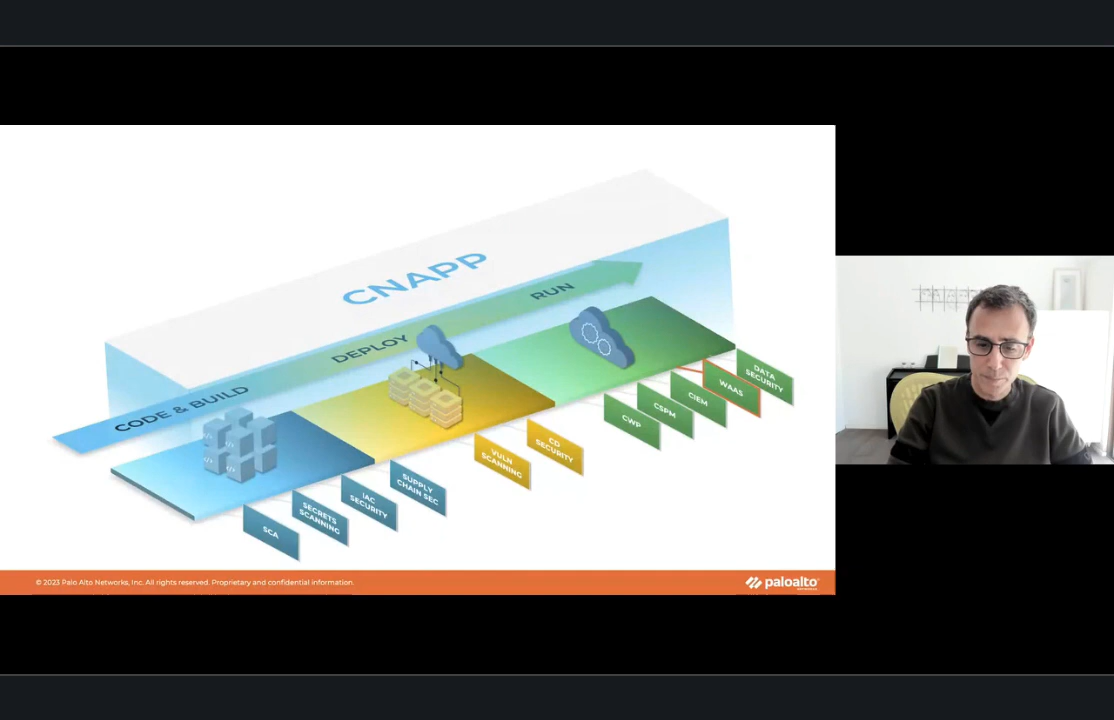 CNAPP
CODE & BUILD
DEPLOY
RUN
SCA
SECRETS
SCANNING
IAC
SECURITY
SUPPLY
CHAIN SEC
VULN
SCANNING
CD
SECURITY
CWP
CSPM
CIEM
WAAS
DATA
SECURITY
© 2023 Palo Alto Networks, Inc. All rights reserved. Proprietary and confidential information.
paloalto